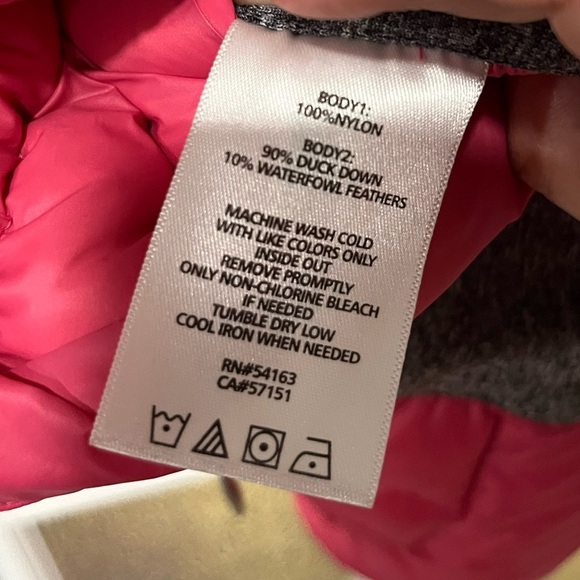 BODY1:
100%NYLON
BODY2:
90% DUCK DOWN
10% WATERFOWL FEATHERS
MACHINE WASH COLD
WITH LIKE COLORS ONLY
INSIDE OUT
REMOVE PROMPTLY
ONLY NON-CHLORINE BLEACH
IF NEEDED
TUMBLE DRY LOW
COOL IRON WHEN NEEDED
RN#54163
CA#57151